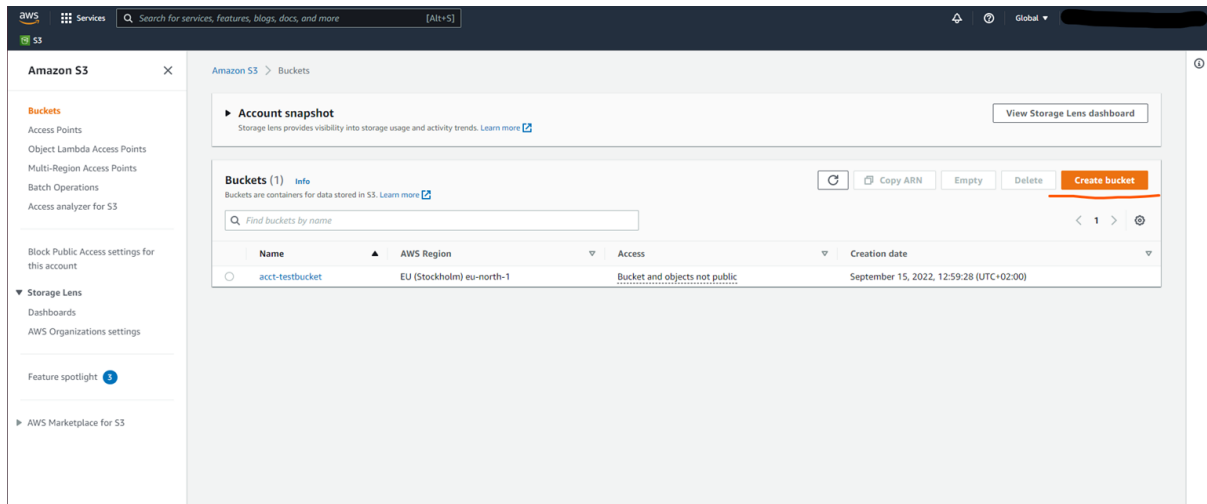 aws
Services
Search for services, features, blogs, docs, and more
[Alt+S]
Global
S3
Amazon S3
Buckets
Access Points
Object Lambda Access Points
Multi-Region Access Points
Batch Operations
Access analyzer for S3
Block Public Access settings for
this account
Storage Lens
Dashboards
AWS Organizations settings
Feature spotlight 3
AWS Marketplace for S3
Amazon S3 > Buckets
Account snapshot
Storage lens provides visibility into storage usage and activity trends. Learn more
View Storage Lens dashboard
Buckets (1) Info
Buckets are containers for data stored in S3. Learn more
Copy ARN
Empty
Delete
Create bucket
Find buckets by name
< 1 >
Name AWS Region Access Creation date
acct-testbucket EU (Stockholm) eu-north-1 Bucket and objects not public September 15, 2022, 12:59:28 (UTC+02:00)